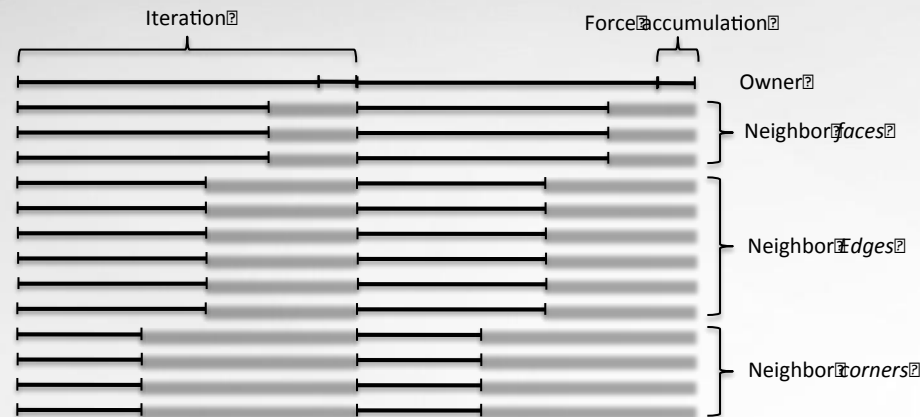 Iteration⍰
Force⍰accumulation⍰
Owner⍰
Neighbor⍰faces⍰
Neighbor⍰Edges⍰
Neighbor⍰corners⍰